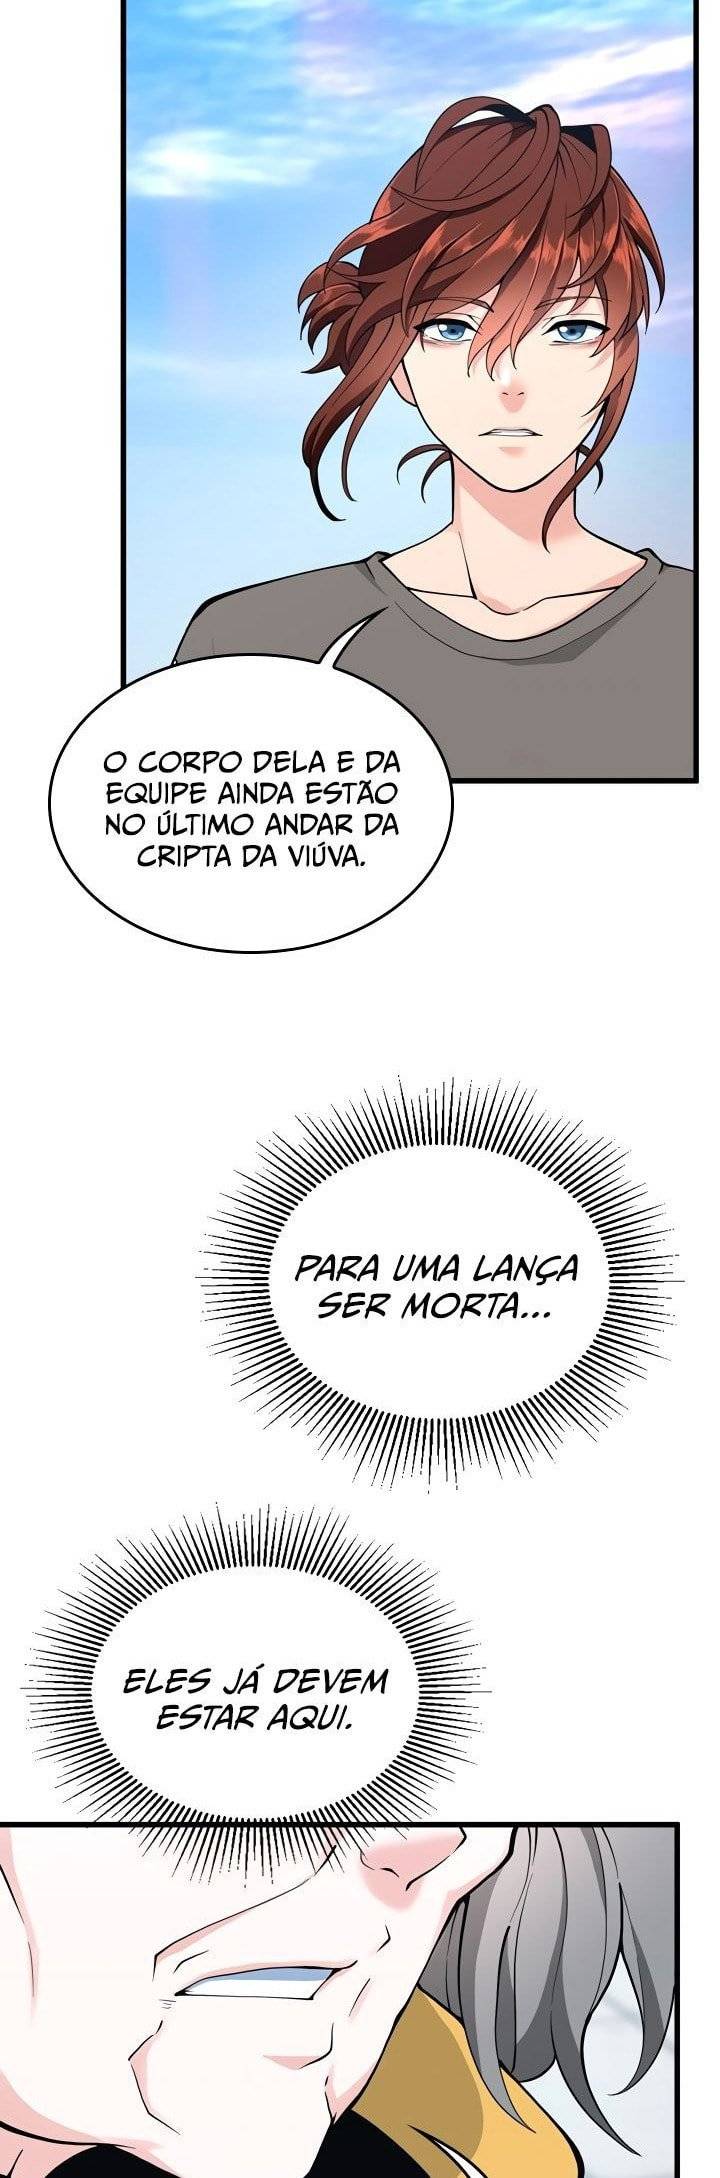 O CORPO DELA E DA
EQUIPE AINDA ESTÃO
NO ÚLTIMO ANDAR DA
CRIPTA DA VIÚVA.
PARA UMA LANÇA
SER MORTA...
ELES JÁ DEVEM
ESTAR AQUI.